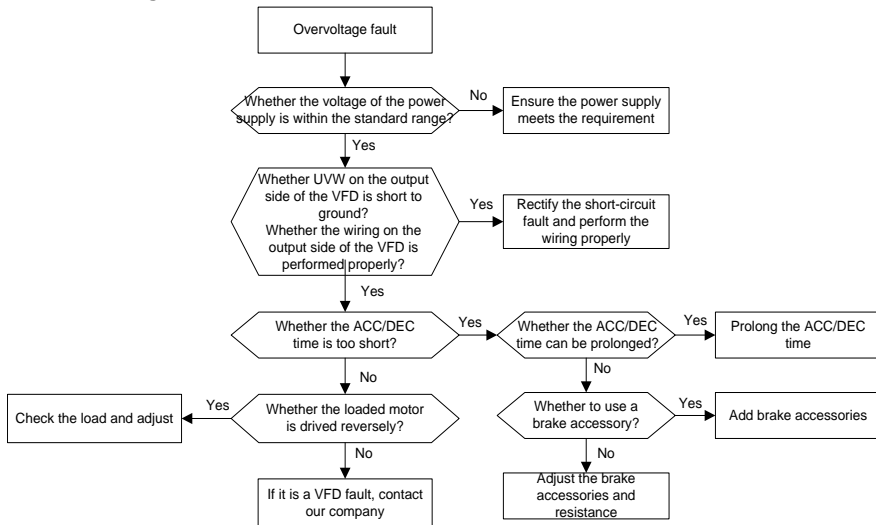 Overvoltage fault
Whether the voltage of the power
supply is within the standard range?
No
Ensure the power supply
meets the requirement
Yes
Whether UVW on the output
side of the VFD is short to
ground?
Whether the wiring on the
output side of the VFD is
performed properly?
Yes
Rectify the short-circuit
fault and perform the
wiring properly
Yes
Whether the ACC/DEC
time is too short?
Yes
Whether the ACC/DEC
time can be prolonged?
Yes
Prolong the ACC/DEC
time
No
No
Check the load and adjust
Yes
Whether the loaded motor
is drived reversely?
Whether to use a
brake accessory?
Yes
Add brake accessories
No
No
If it is a VFD fault, contact
our company
Adjust the brake
accessories and
resistance